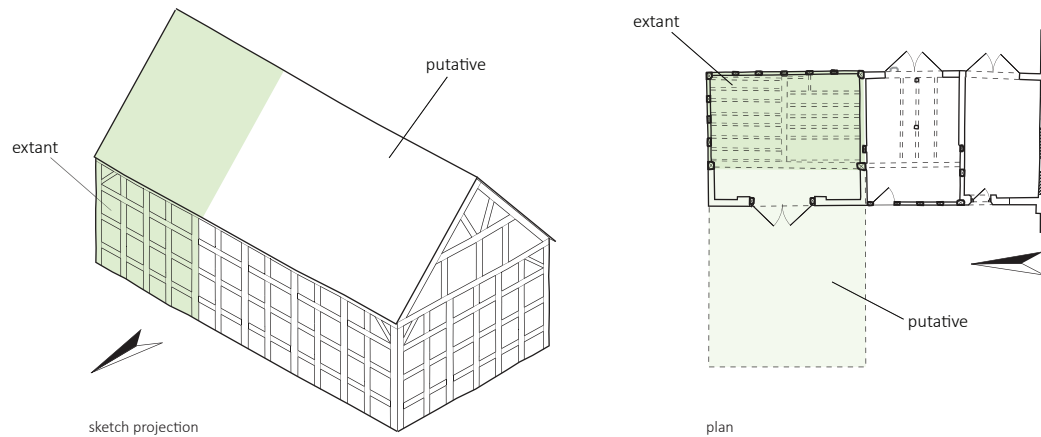 extant
putative
extant
putative
sketch projection
plan